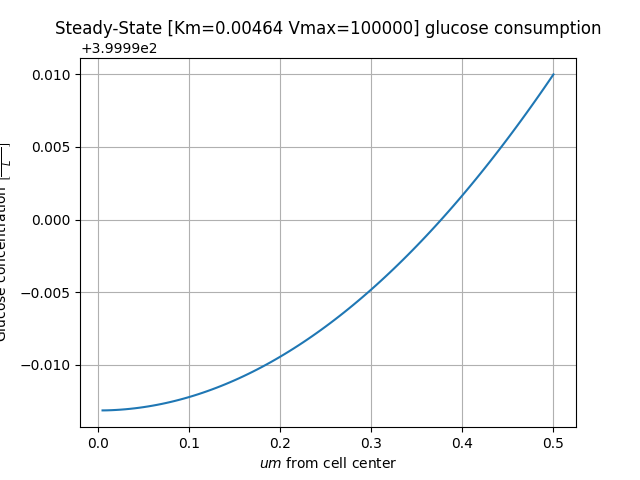 Steady-State [Km=0.00464 Vmax=100000] glucose consumption
+3.9999e2
0.010
0.005
0.000
−0.005
−0.010
Glucose concentration
0.0 0.1 0.2 0.3 0.4 0.5
um from cell center